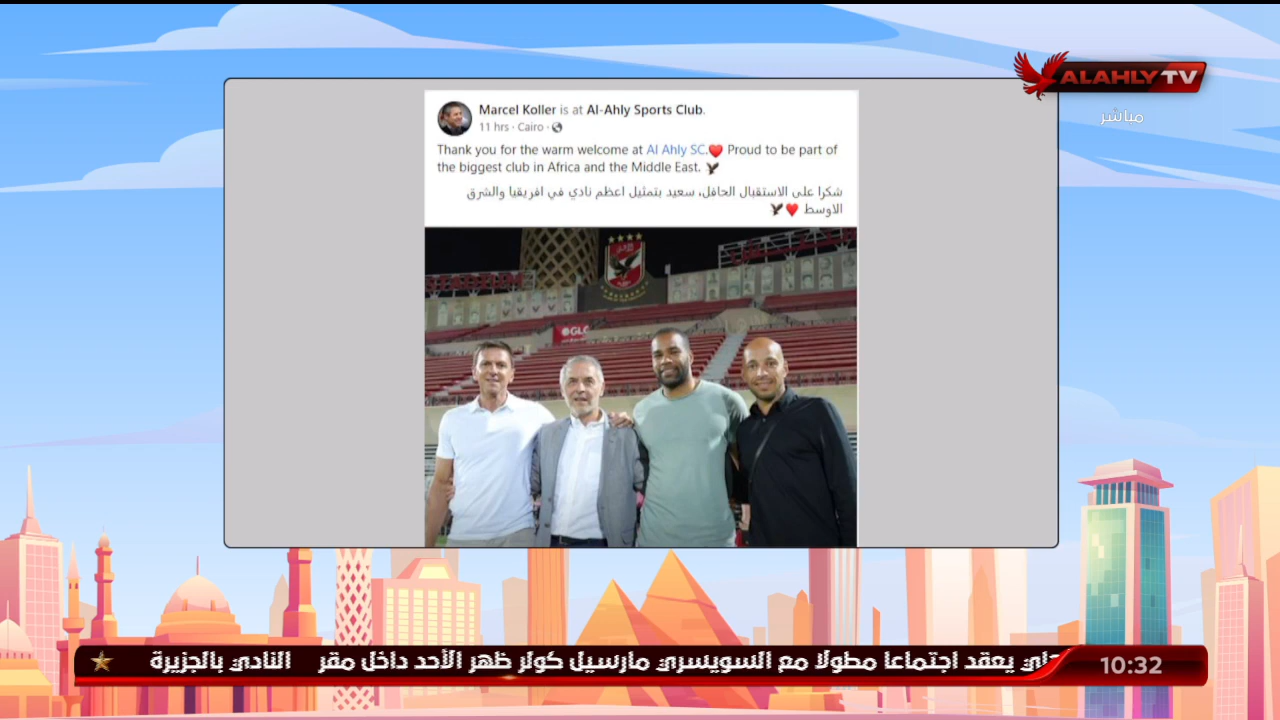 ALAHLY TV
مباشر
Marcel Koller is at Al-Ahly Sports Club.
11 hrs · Cairo ·
Thank you for the warm welcome at Al Ahly SC.❤️ Proud to be part of
the biggest club in Africa and the Middle East. 🦅
شكرا على الاستقبال الحافل، سعيد بتمثيل اعظم نادي في افريقيا والشرق
الاوسط ❤️🦅
GLO
يعقد اجتماعا مطولا مع السويسري مارسيل كولر ظهر الأحد داخل مقر النادي بالجزيرة
10:32